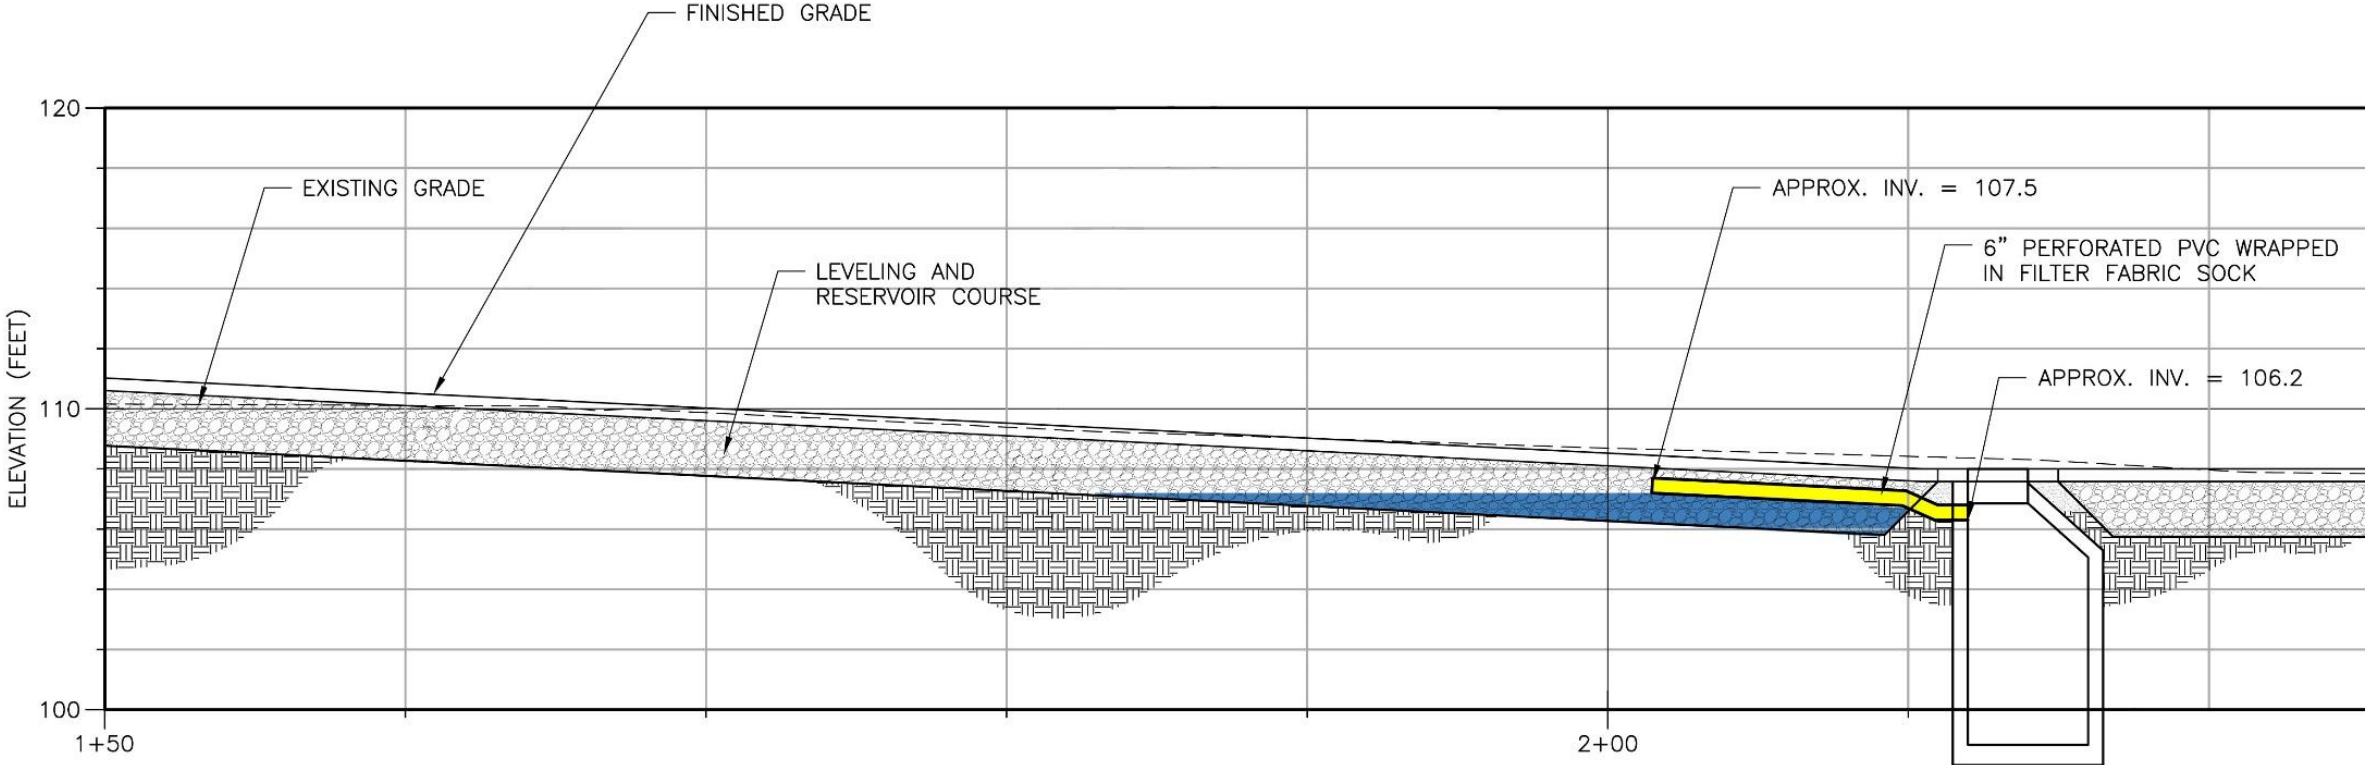 FINISHED GRADE
120
EXISTING GRADE
APPROX. INV. = 107.5
6” PERFORATED PVC WRAPPED
IN FILTER FABRIC SOCK
LEVELING AND
RESERVOIR COURSE
ELEVATION (FEET)
APPROX. INV. = 106.2
110
100
1+50
2+00